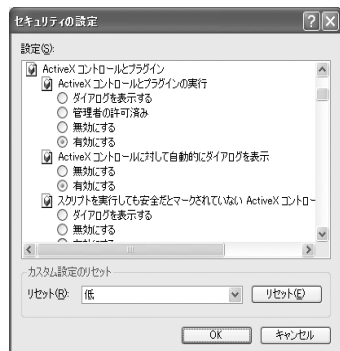 セキュリティの設定
設定(S):
ActiveX コントロールとプラグイン
ActiveX コントロールとプラグインの実行
ダイアログを表示する
管理者の許可済み
無効にする
有効にする
ActiveX コントロールに対して自動的にダイアログを表示
無効にする
有効にする
スクリプトを実行しても安全だとマークされていない ActiveX コントロー
ダイアログを表示する
無効にする
カスタム設定のリセット
リセット(R):
低
リセット(E)
OK
キャンセル